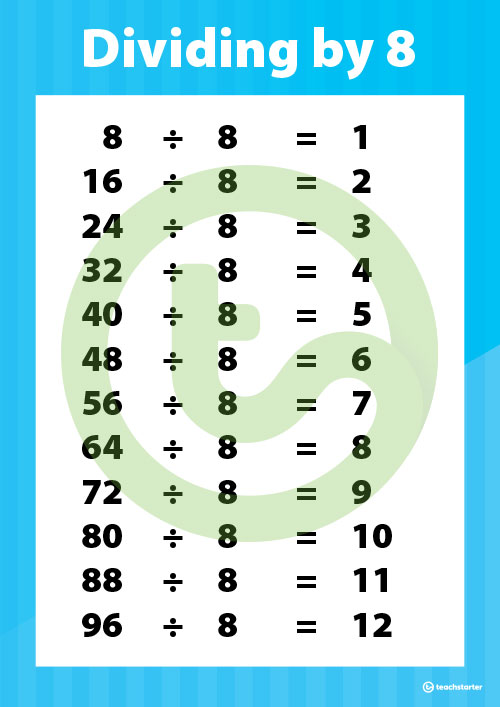 Dividing by 8
8 ÷ 8 = 1
16 ÷ 8 = 2
24 ÷ 8 = 3
32 ÷ 8 = 4
40 ÷ 8 = 5
48 ÷ 8 = 6
56 ÷ 8 = 7
64 ÷ 8 = 8
72 ÷ 8 = 9
80 ÷ 8 = 10
88 ÷ 8 = 11
96 ÷ 8 = 12
teachstarter